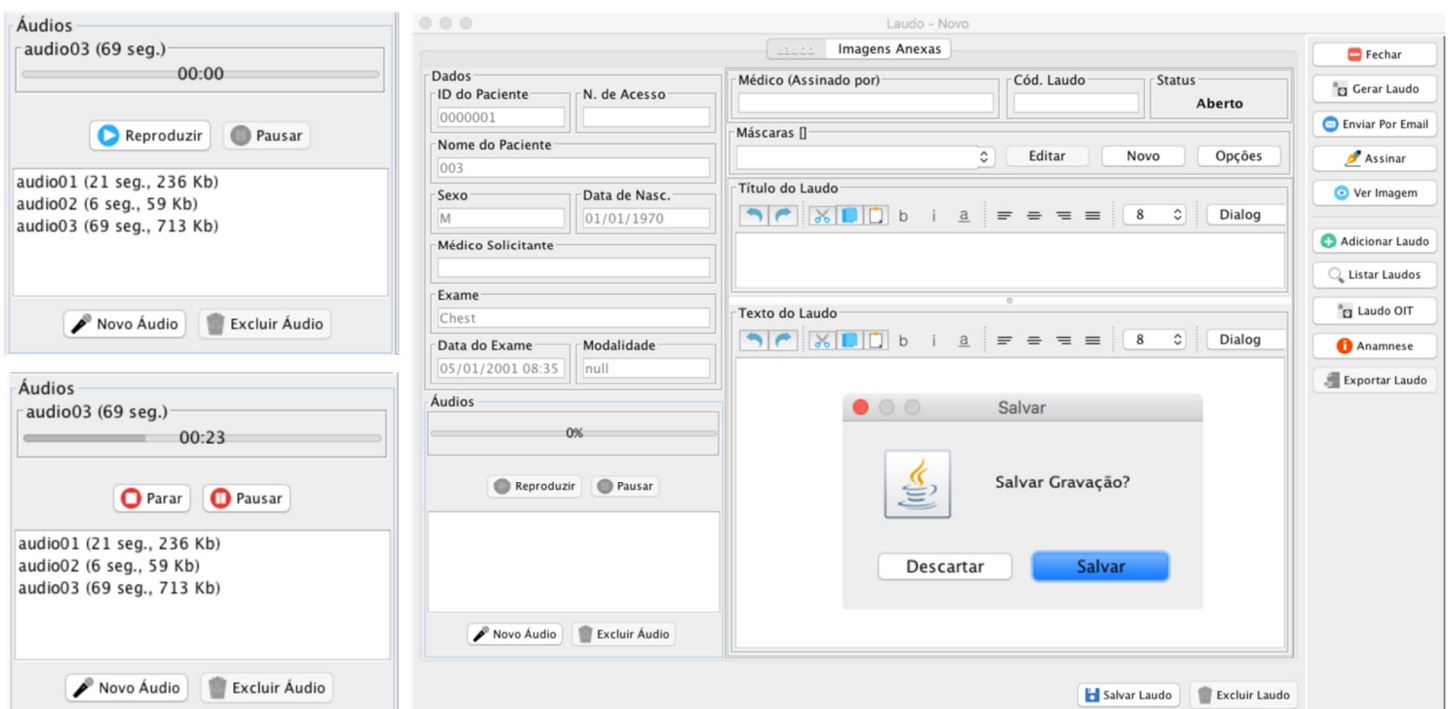 Áudios
audio03 (69 seg.)
00:00
Reproduzir Pausar
audio01 (21 seg., 236 Kb)
audio02 (6 seg., 59 Kb)
audio03 (69 seg., 713 Kb)
Novo Áudio Excluir Áudio
Áudios
audio03 (69 seg.)
00:23
Parar Pausar
audio01 (21 seg., 236 Kb)
audio02 (6 seg., 59 Kb)
audio03 (69 seg., 713 Kb)
Novo Áudio Excluir Áudio
Laudo - Novo
Laudo Imagens Anexas
Dados
ID do Paciente N. de Acesso
0000001
Nome do Paciente
003
Sexo Data de Nasc.
M 01/01/1970
Médico Solicitante
Exame
Chest
Data do Exame Modalidade
05/01/2001 08:35 null
Áudios
0%
Reproduzir Pausar
Novo Áudio Excluir Áudio
Médico (Assinado por) Cód. Laudo Status
Aberto
Máscaras []
Editar Novo Opções
Título do Laudo
b i a 8 Dialog
Texto do Laudo
b i a 8 Dialog
Salvar
Salvar Gravação?
Descartar Salvar
Salvar Laudo Excluir Laudo
Fechar
Gerar Laudo
Enviar Por Email
Assinar
Ver Imagem
Adicionar Laudo
Listar Laudos
Laudo OIT
Anamnese
Exportar Laudo